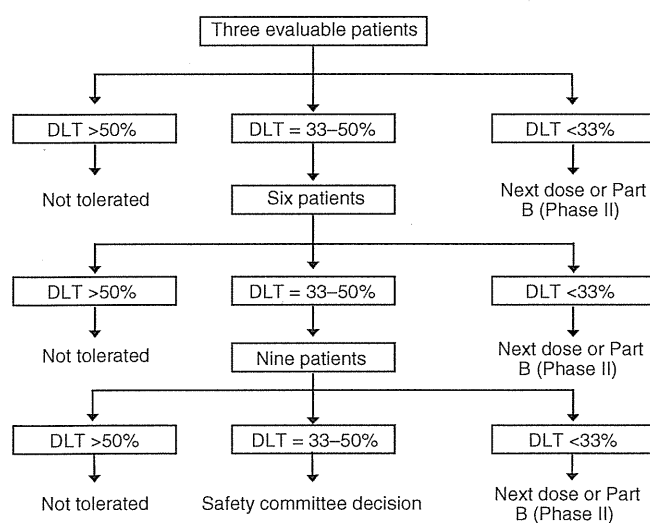 Three evaluable patients
DLT >50%
DLT = 33–50%
DLT <33%
Not tolerated
Six patients
Next dose or Part
B (Phase II)
DLT >50%
DLT = 33–50%
DLT <33%
Not tolerated
Nine patients
Next dose or Part
B (Phase II)
DLT >50%
DLT = 33–50%
DLT <33%
Not tolerated
Safety committee decision
Next dose or Part
B (Phase II)